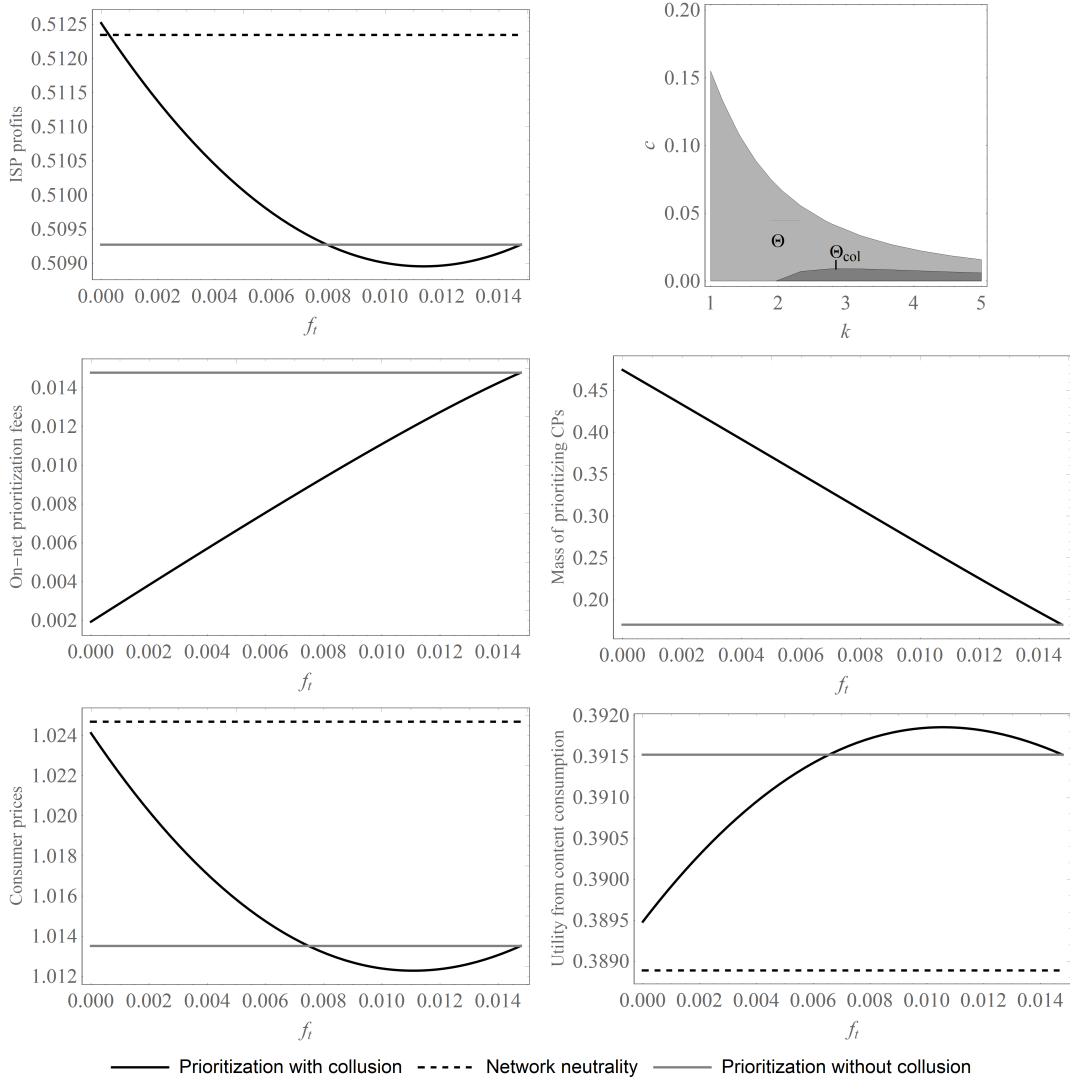 ISP profits
0.5125
0.5120
0.5115
0.5110
0.5105
0.5100
0.5095
0.5090
0.000 0.002 0.004 0.006 0.008 0.010 0.012 0.014
f_t
c
0.20
0.15
0.10
0.05
0.00
Θ
Θ_col
1 2 3 4 5
k
On-net prioritization fees
0.014
0.012
0.010
0.008
0.006
0.004
0.002
0.000 0.002 0.004 0.006 0.008 0.010 0.012 0.014
f_t
Mass of prioritizing CPs
0.45
0.40
0.35
0.30
0.25
0.20
0.000 0.002 0.004 0.006 0.008 0.010 0.012 0.014
f_t
Consumer prices
1.024
1.022
1.020
1.018
1.016
1.014
1.012
0.000 0.002 0.004 0.006 0.008 0.010 0.012 0.014
f_t
Utility from content consumption
0.3920
0.3915
0.3910
0.3905
0.3900
0.3895
0.3890
0.000 0.002 0.004 0.006 0.008 0.010 0.012 0.014
f_t
Prioritization with collusion Network neutrality Prioritization without collusion